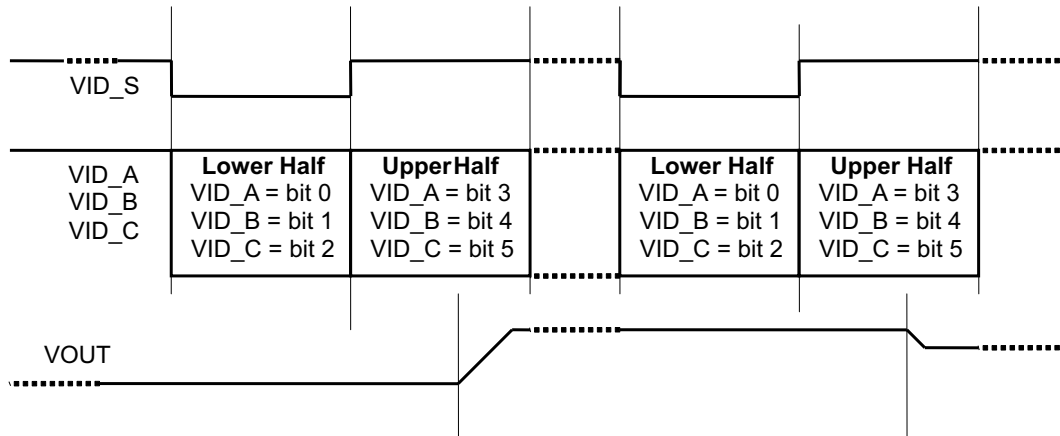 VID_S
VID_A
VID_B
VID_C
Lower Half
VID_A = bit 0
VID_B = bit 1
VID_C = bit 2
UpperHalf
VID_A = bit 3
VID_B = bit 4
VID_C = bit 5
Lower Half
VID_A = bit 0
VID_B = bit 1
VID_C = bit 2
Upper Half
VID_A = bit 3
VID_B = bit 4
VID_C = bit 5
VOUT